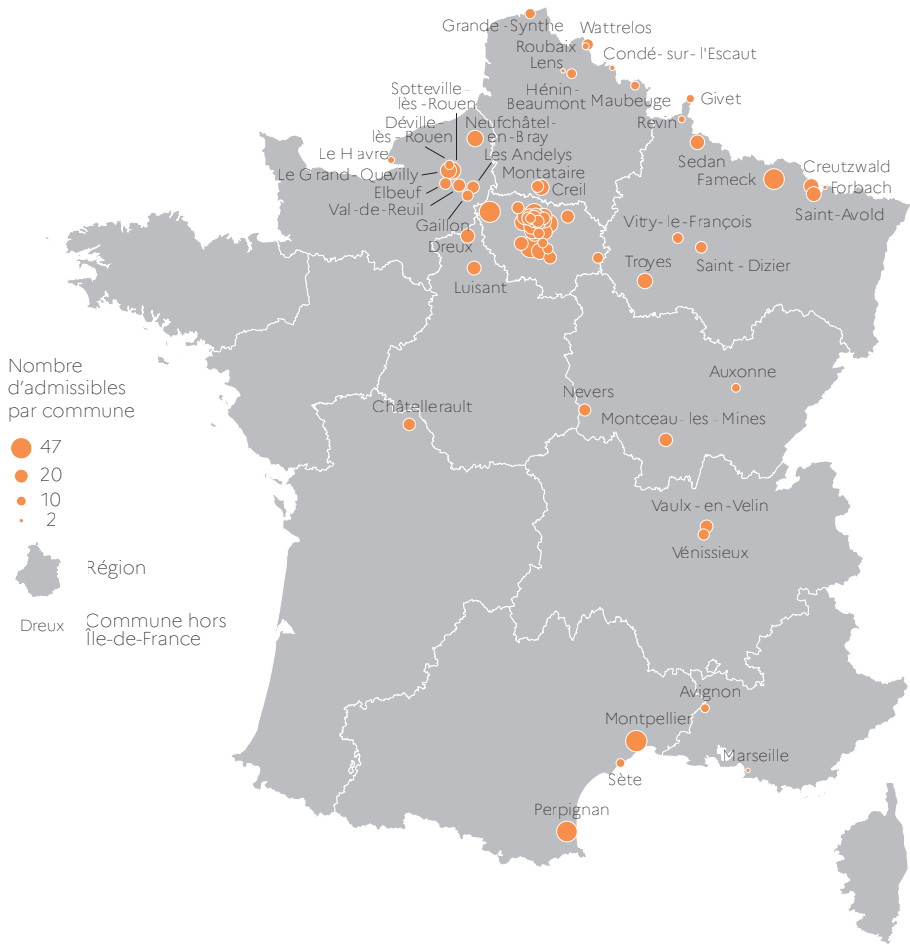 Grande-Synthe
Wattrelos
Roubaix
Condé-sur-l'Escaut
Lens
Sotteville-
lès-Rouen
Hénin-
Beaumont
Maubeuge
Givet
Déville-
lès-Rouen
Neufchâtel-
en-Bray
Revin
Le Havre
Les Andelys
Sedan
Creutzwald
Le Grand-Quevilly
Montataire
Fameck
Forbach
Elbeuf
Creil
Val-de-Reuil
Saint-Avold
Gaillon
Vitry-le-François
Dreux
Troyes
Saint-Dizier
Luisant
Nombre
d'admissibles
par commune
47
20
10
2
Région
Dreux
Commune hors
Île-de-France
Auxonne
Nevers
Châtellerault
Montceau-les-Mines
Vaulx-en-Velin
Vénissieux
Avignon
Montpellier
Marseille
Sète
Perpignan